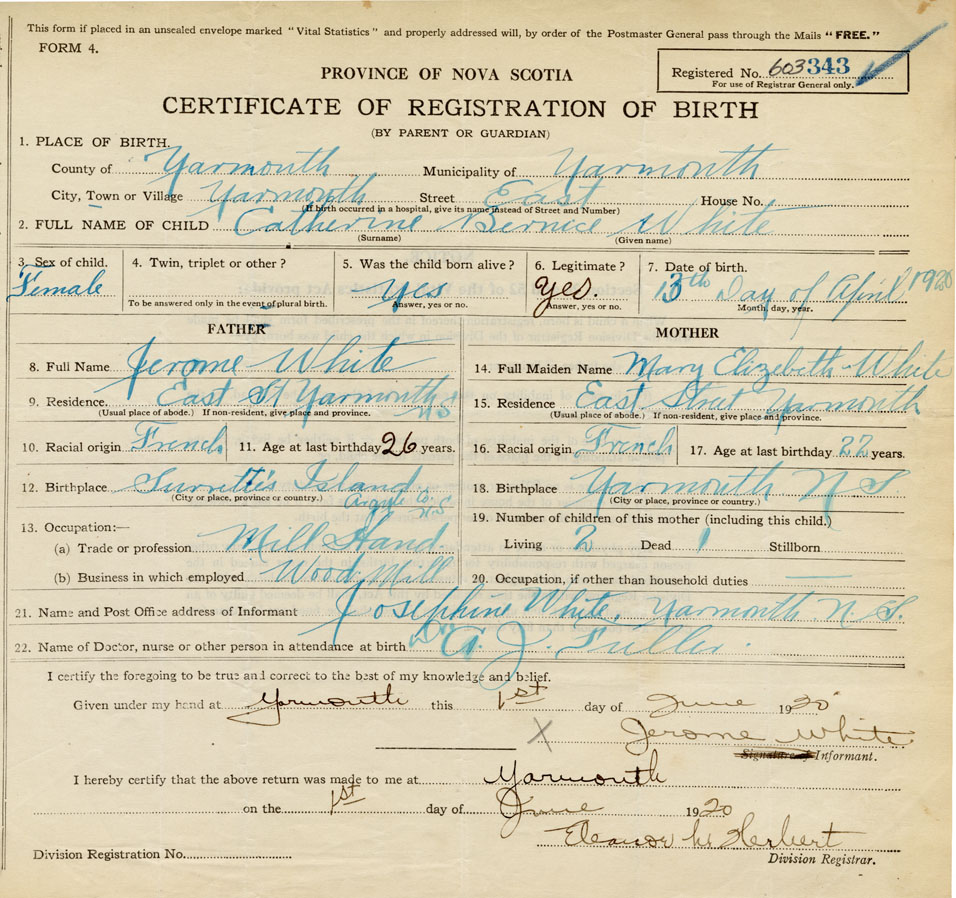 This form if placed in an unsealed envelope marked "Vital Statistics" and properly addressed will, by order of the Postmaster General pass through the Mails "FREE."
FORM 4.
PROVINCE OF NOVA SCOTIA
Registered No. 603343
For use of Registrar General only.
CERTIFICATE OF REGISTRATION OF BIRTH
(BY PARENT OR GUARDIAN)
1. PLACE OF BIRTH.
County of Yarmouth Municipality of Yarmouth
City, Town or Village Yarmouth Street East House No.
(If birth occurred in a hospital, give its name instead of Street and Number)
2. FULL NAME OF CHILD Catherine Bernice White
(Surname) (Given name)
3. Sex of child. 4. Twin, triplet or other? 5. Was the child born alive? 6. Legitimate? 7. Date of birth.
Female Yes Yes. 13th Day of April 1920
To be answered only in the event of plural birth. Answer, yes or no. Answer, yes or no. Month, day, year.
FATHER
8. Full Name Jerome White
9. Residence. East St Yarmouth N S
(Usual place of abode.) If non-resident, give place and province.
10. Racial origin French 11. Age at last birthday 26 years.
12. Birthplace Surrette's Island
(City or place, province or country.) Argyle Co. N.S
13. Occupation:—
(a) Trade or profession. Mill Hand
(b) Business in which employed Wood Mill
MOTHER
14. Full Maiden Name Mary Elizebeth White
15. Residence East Street Yarmouth
(Usual place of abode.) If non-resident, give place and province.
16. Racial origin French 17. Age at last birthday 22 years.
18. Birthplace Yarmouth N S.
(City or place, province or country.)
19. Number of children of this mother (including this child.)
Living 2 Dead 1 Stillborn
20. Occupation, if other than household duties —
21. Name and Post Office address of Informant Josephine White, Yarmouth N. S.
22. Name of Doctor, nurse or other person in attendance at birth Dr A. J. Fuller.
I certify the foregoing to be true and correct to the best of my knowledge and belief.
Given under my hand at Yarmouth this 1st day of June 1920
X Jerome White
Signature of Informant.
I hereby certify that the above return was made to me at Yarmouth
on the 1st day of June 1920
Eleanor M Herbert
Division Registration No. Division Registrar.